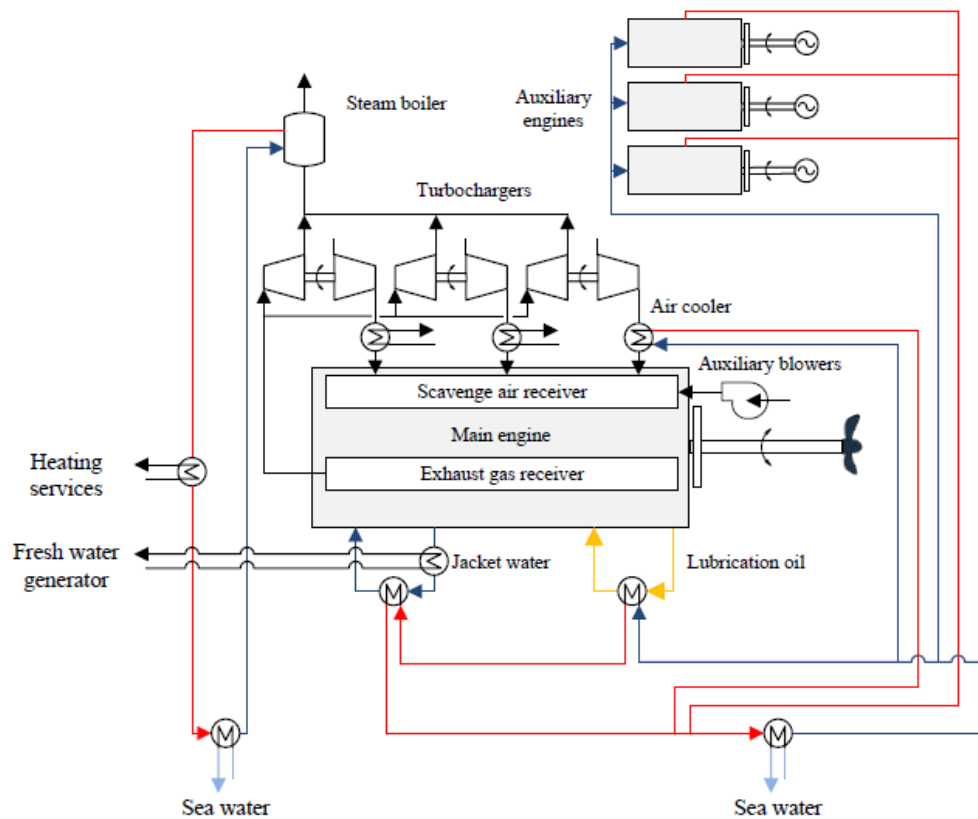 Steam boiler
Auxiliary
engines
Turbochargers
Air cooler
Auxiliary blowers
Scavenge air receiver
Main engine
Exhaust gas receiver
Heating
services
Fresh water
generator
Jacket water
Lubrication oil
Sea water
Sea water